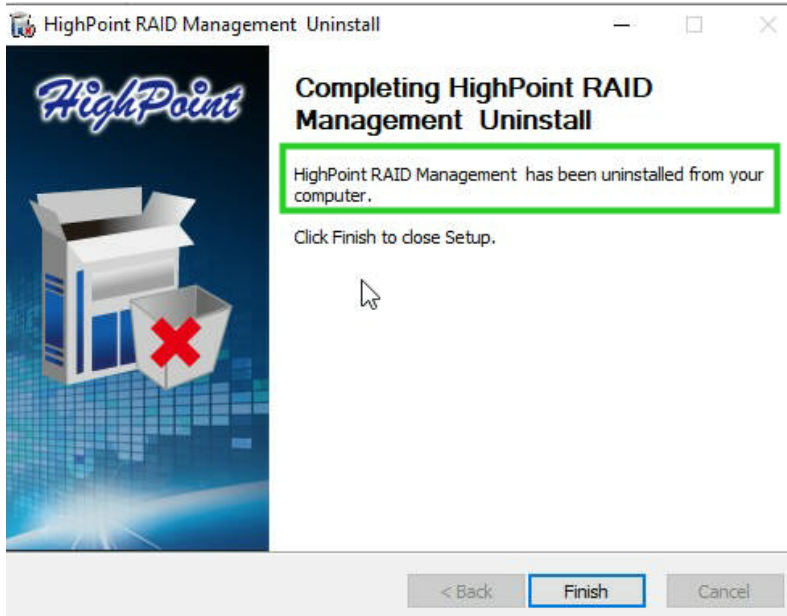 HighPoint RAID Management  Uninstall
HighPoint
Completing HighPoint RAID
Management  Uninstall
HighPoint RAID Management  has been uninstalled from your
computer.
Click Finish to close Setup.
< Back
Finish
Cancel